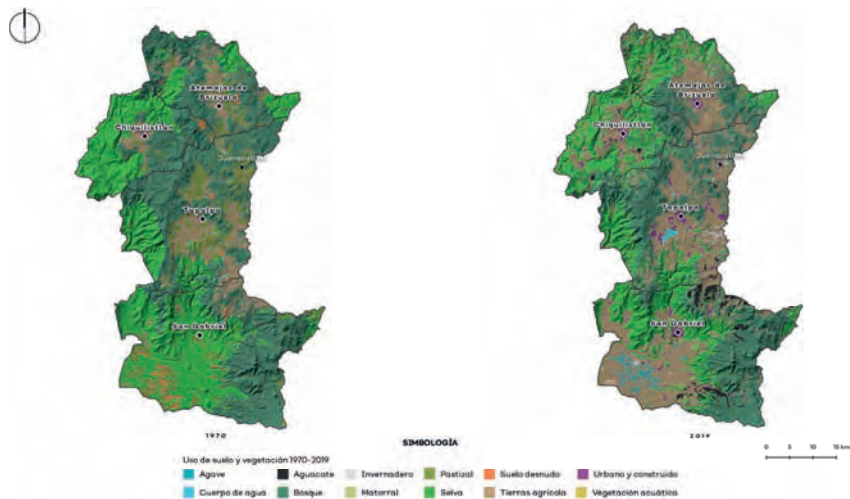 Atemajac de
Brizuela
Chiquilistlán
Juanacatlán
Tapalpa
San Gabriel
Atemajac de
Brizuela
Chiquilistlán
Juanacatlán
Tapalpa
San Gabriel
1970
SIMBOLOGÍA
2019
0 5 10 15 km
Uso de suelo y vegetación 1970-2019
Agave Aguacate Invernadero Pastizal Suelo desnudo Urbano y construido
Cuerpo de agua Bosque Matorral Selva Tierras agrícola Vegetación acuática